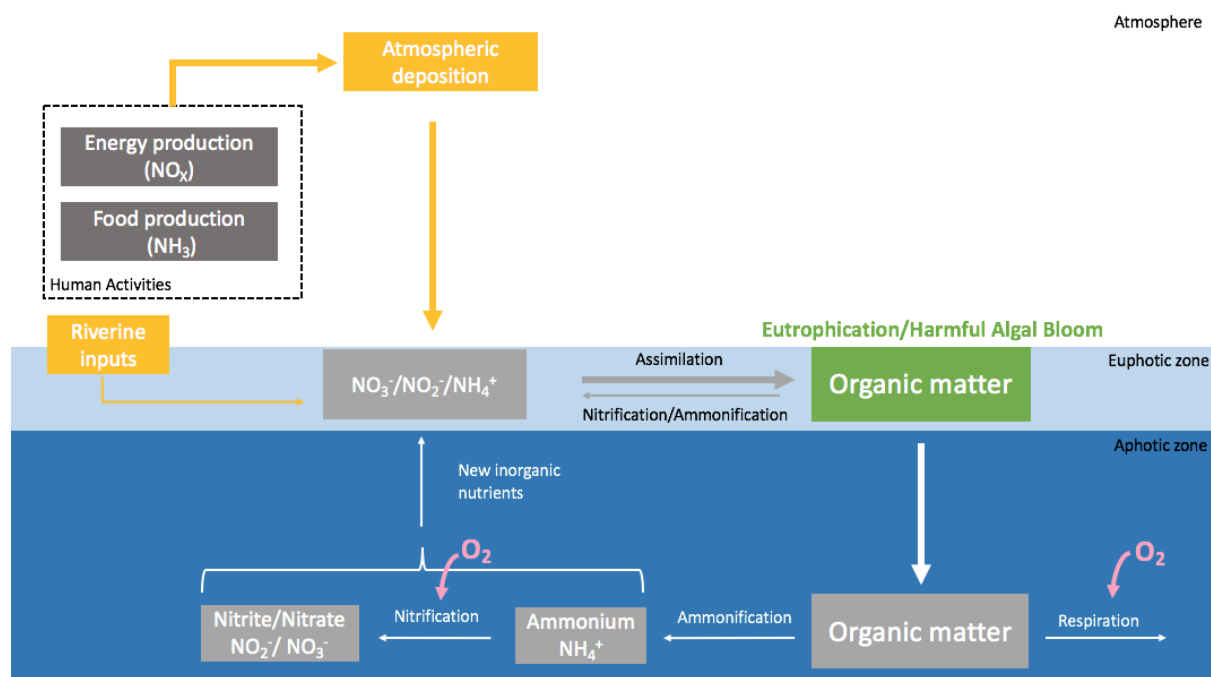 Atmosphere
Atmospheric
deposition
Energy production
(NOₓ)
Food production
(NH₃)
Human Activities
Riverine
inputs
Eutrophication/Harmful Algal Bloom
Euphotic zone
NO₃⁻/NO₂⁻/NH₄⁺
Assimilation
Nitrification/Ammonification
Organic matter
Aphotic zone
New inorganic
nutrients
O₂
O₂
Nitrite/Nitrate
NO₂⁻/ NO₃⁻
Nitrification
Ammonium
NH₄⁺
Ammonification
Organic matter
Respiration